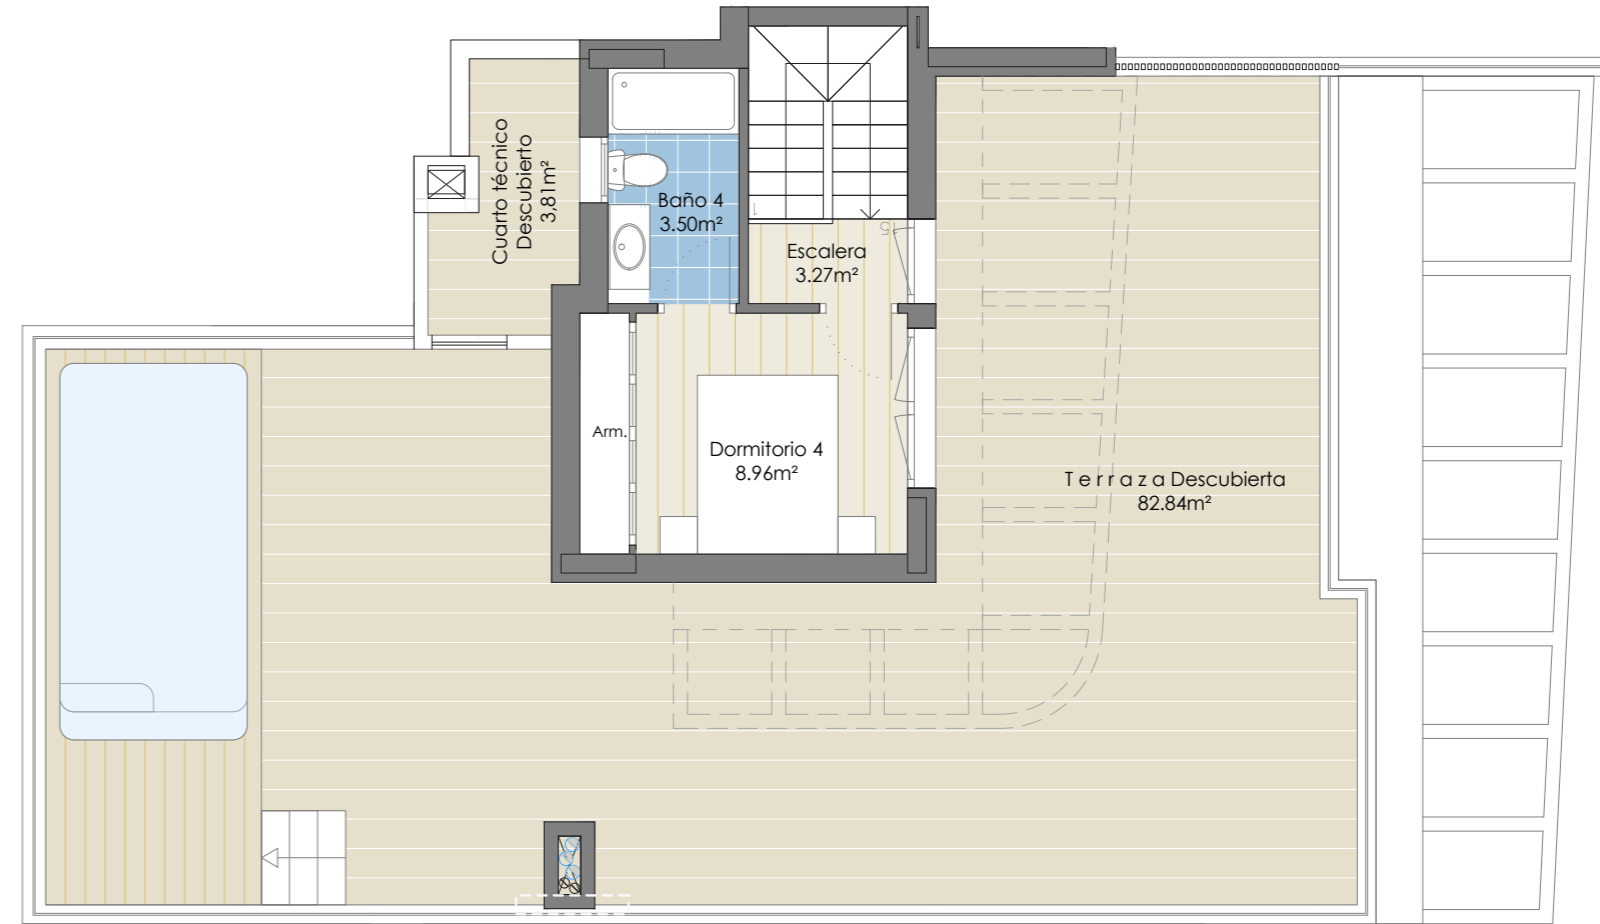 Cuarto técnico
Descubierto
3,81m²
Baño 4
3.50m²
Escalera
3.27m²
Arm.
Dormitorio 4
8.96m²
Terraza Descubierta
82.84m²